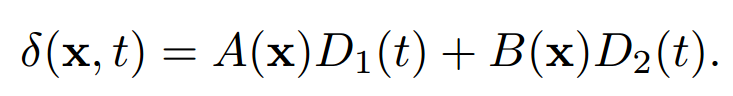 δ(x, t) = A(x)D₁(t) + B(x)D₂(t).